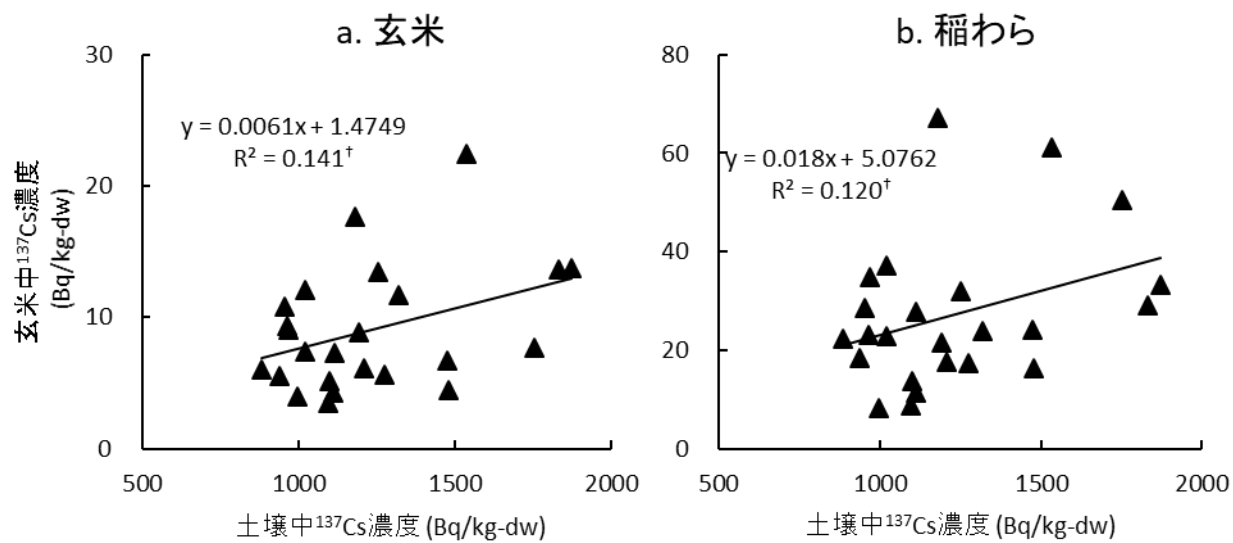 a. 玄米
30
20
10
0
y = 0.0061x + 1.4749
R² = 0.141†
玄米中¹³⁷Cs濃度
(Bq/kg-dw)
500 1000 1500 2000
土壌中¹³⁷Cs濃度 (Bq/kg-dw)
b. 稲わら
80
60
40
20
0
y = 0.018x + 5.0762
R² = 0.120†
500 1000 1500 2000
土壌中¹³⁷Cs濃度 (Bq/kg-dw)